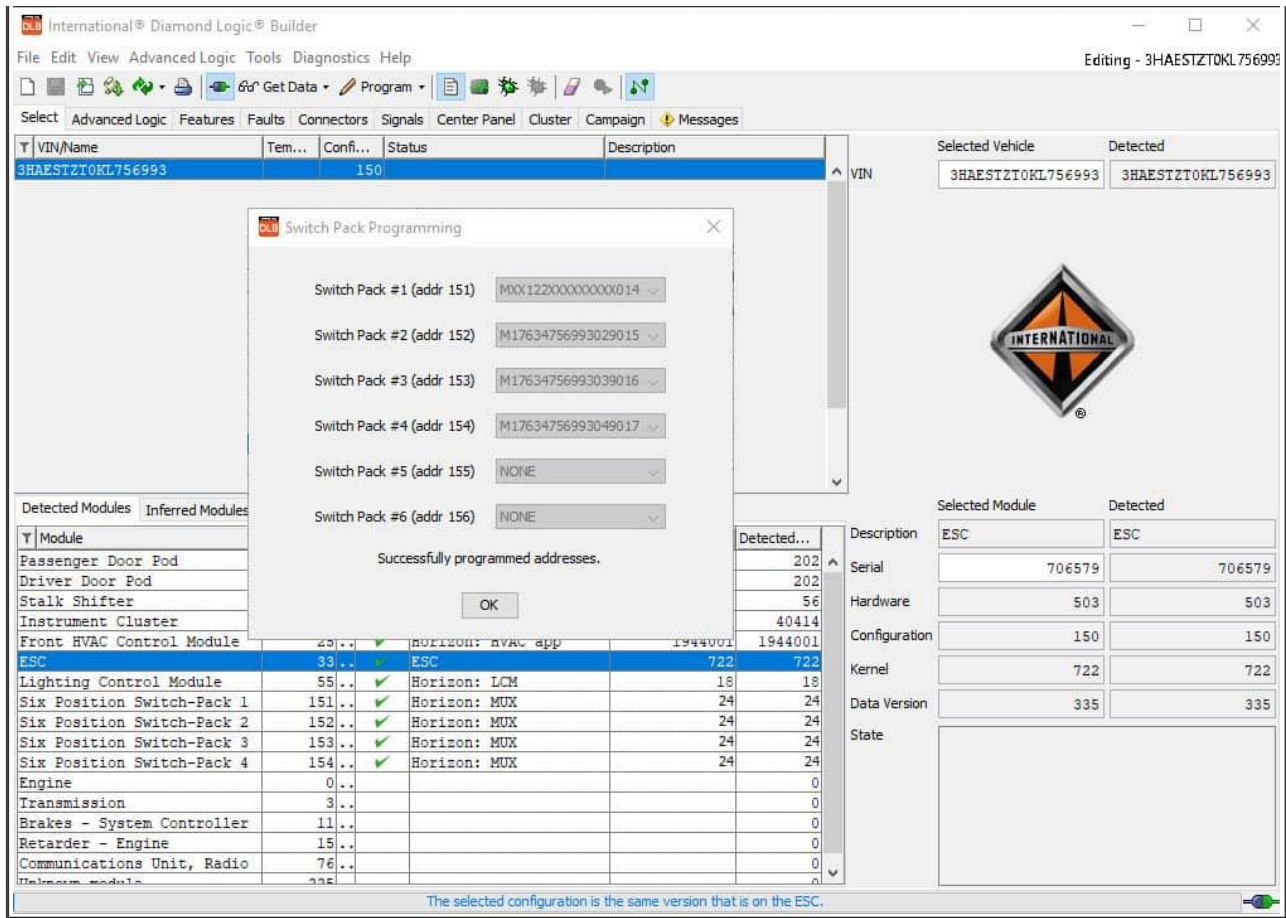 DLB International® Diamond Logic® Builder
File Edit View Advanced Logic Tools Diagnostics Help
Editing - 3HAESTZT0KL756993
Get Data Program
Select Advanced Logic Features Faults Connectors Signals Center Panel Cluster Campaign Messages
VIN/Name Tem... Confi... Status Description
3HAESTZT0KL756993 150
Selected Vehicle Detected
VIN 3HAESTZT0KL756993 3HAESTZT0KL756993
INTERNATIONAL
®
DLB Switch Pack Programming
Switch Pack #1 (addr 151) MXX122XXXXXXXXX014
Switch Pack #2 (addr 152) M17634756993029015
Switch Pack #3 (addr 153) M17634756993039016
Switch Pack #4 (addr 154) M17634756993049017
Switch Pack #5 (addr 155) NONE
Switch Pack #6 (addr 156) NONE
Successfully programmed addresses.
OK
Detected Modules Inferred Modules
Module Detected...
Passenger Door Pod 202
Driver Door Pod 202
Stalk Shifter 56
Instrument Cluster 40414
Front HVAC Control Module 25.. Horizon: HVAC app 1944001 1944001
ESC 33.. ESC 722 722
Lighting Control Module 55.. Horizon: LCM 18 18
Six Position Switch-Pack 1 151.. Horizon: MUX 24 24
Six Position Switch-Pack 2 152.. Horizon: MUX 24 24
Six Position Switch-Pack 3 153.. Horizon: MUX 24 24
Six Position Switch-Pack 4 154.. Horizon: MUX 24 24
Engine 0.. 0
Transmission 3.. 0
Brakes - System Controller 11.. 0
Retarder - Engine 15.. 0
Communications Unit, Radio 76.. 0
Unknown module 225 0
Selected Module Detected
Description ESC ESC
Serial 706579 706579
Hardware 503 503
Configuration 150 150
Kernel 722 722
Data Version 335 335
State
The selected configuration is the same version that is on the ESC.